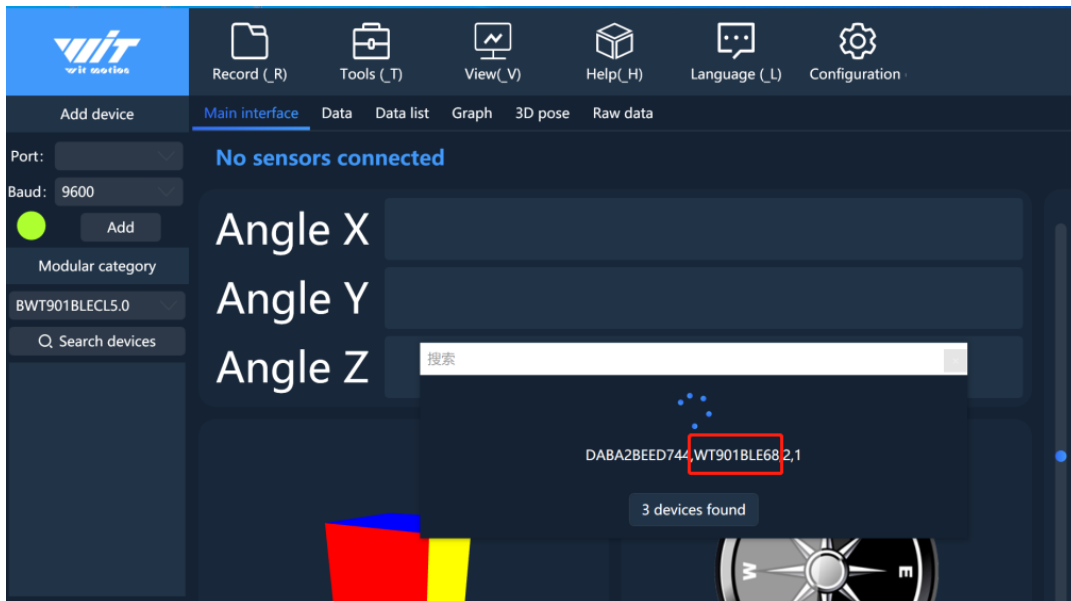 WiT
wit motion
Record (_R)
Tools (_T)
View(_V)
Help(_H)
Language (_L)
Configuration
Add device
Main interface
Data
Data list
Graph
3D pose
Raw data
Port:
No sensors connected
Baud:
9600
Add
Angle X
Modular category
BWT901BLECL5.0
Angle Y
Search devices
Angle Z
搜索
DABA2BEED744,WT901BLE68,2,1
3 devices found
W
E